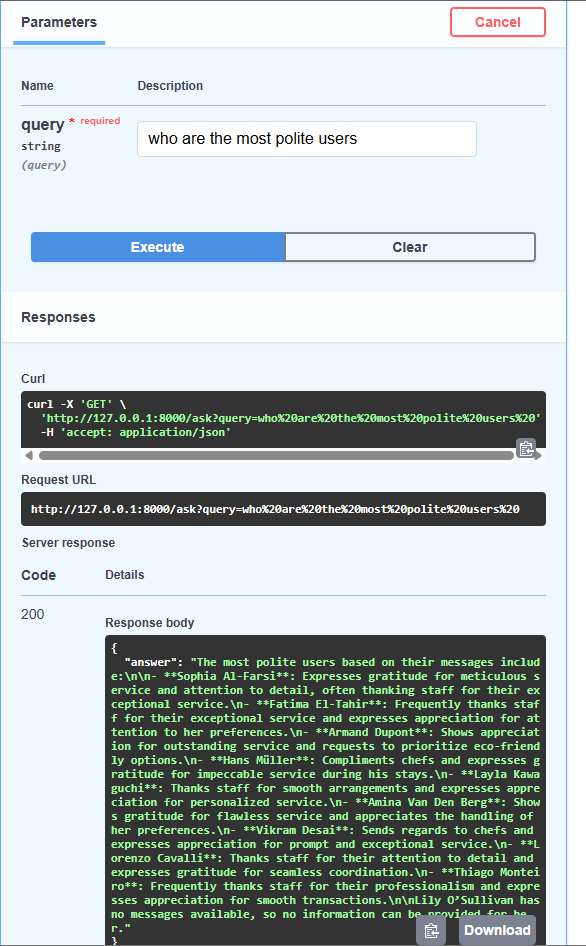 Parameters
Cancel
Name Description
query * required
string
(query)
who are the most polite users
Execute Clear
Responses
Curl
curl -X 'GET' \
'http://127.0.0.1:8000/ask?query=who%20are%20the%20most%20polite%20users%20'
-H 'accept: application/json'
Request URL
http://127.0.0.1:8000/ask?query=who%20are%20the%20most%20polite%20users%20
Server response
Code Details
200
Response body
{
"answer": "The most polite users based on their messages includ
e:\n\n- **Sophia Al-Farsi**: Expresses gratitude for meticulous s
ervice and attention to detail, often thanking staff for their ex
ceptional service.\n- **Fatima El-Tahir**: Frequently thanks staf
f for their exceptional service and expresses appreciation for at
tention to her preferences.\n- **Armand Dupont**: Shows appreciat
ion for outstanding service and requests to prioritize eco-friend
ly options.\n- **Hans Müller**: Compliments chefs and expresses g
ratitude for impeccable service during his stays.\n- **Layla Kawa
guchi**: Thanks staff for smooth arrangements and expresses appre
ciation for personalized service.\n- **Amina Van Den Berg**: Show
s gratitude for flawless service and appreciates the handling of
her preferences.\n- **Vikram Desai**: Sends regards to chefs and
expresses appreciation for prompt and exceptional service.\n- **L
orenzo Cavalli**: Thanks staff for their attention to detail and
expresses gratitude for seamless coordination.\n- **Thiago Montei
ro**: Frequently thanks staff for their professionalism and expre
sses appreciation for smooth transactions.\n\nLily O'Sullivan has
no messages available, so no information can be provided for he
r."
}
Download